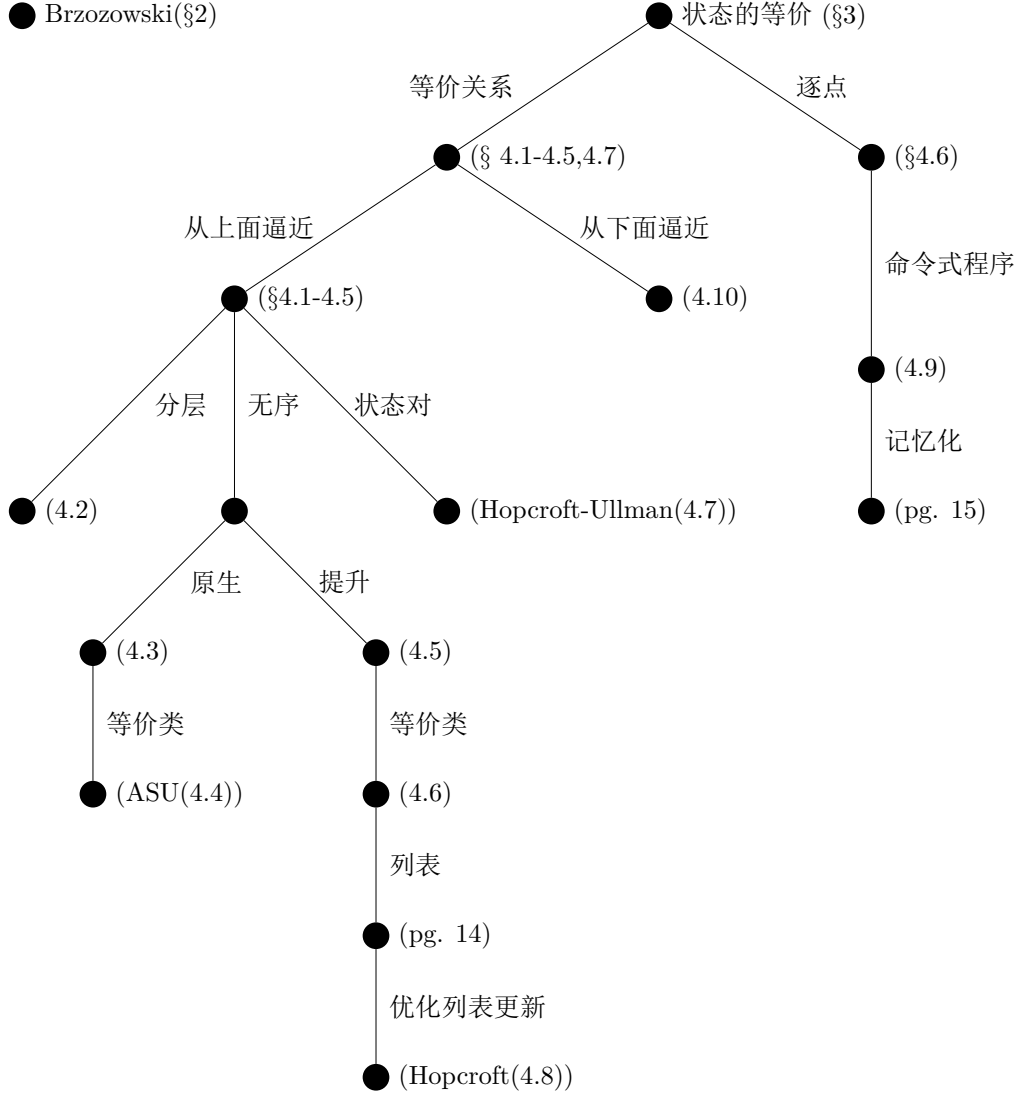 Brzozowski(§2)
状态的等价 (§3)
等价关系
逐点
(§ 4.1-4.5,4.7)
(§4.6)
从上面逼近
从下面逼近
命令式程序
(§4.1-4.5)
(4.10)
(4.9)
分层
无序
状态对
记忆化
(4.2)
(Hopcroft-Ullman(4.7))
(pg. 15)
原生
提升
(4.3)
(4.5)
等价类
等价类
(ASU(4.4))
(4.6)
列表
(pg. 14)
优化列表更新
(Hopcroft(4.8))